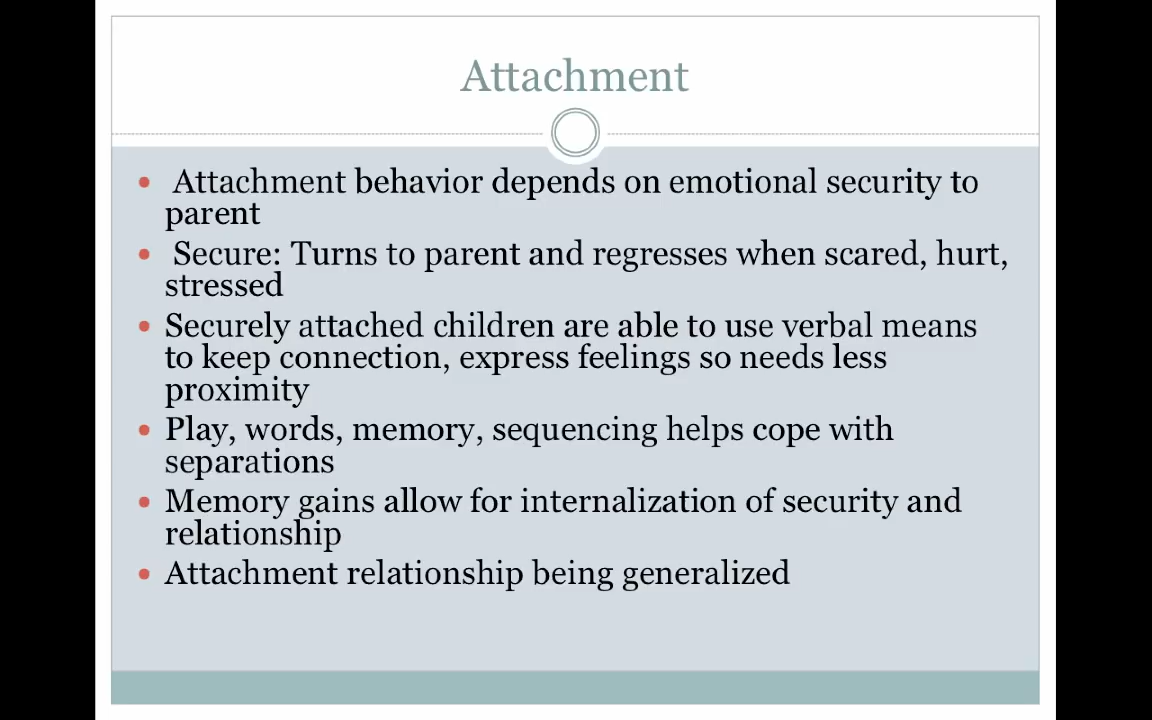 Attachment
• Attachment behavior depends on emotional security to
parent
• Secure: Turns to parent and regresses when scared, hurt,
stressed
• Securely attached children are able to use verbal means
to keep connection, express feelings so needs less
proximity
• Play, words, memory, sequencing helps cope with
separations
• Memory gains allow for internalization of security and
relationship
• Attachment relationship being generalized